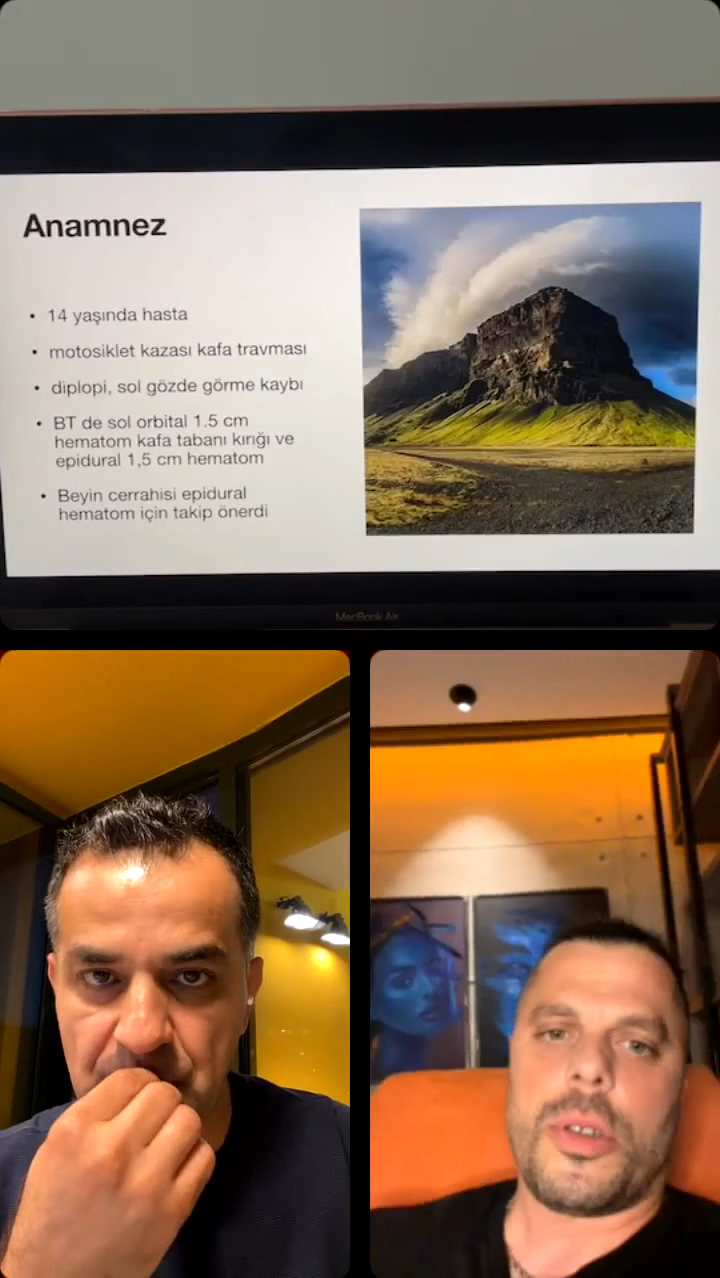 Anamnez
• 14 yaşında hasta
• motosiklet kazası kafa travması
• diplopi, sol gözde görme kaybı
• BT de sol orbital 1.5 cm
hematom kafa tabanı kırığı ve
epidural 1,5 cm hematom
• Beyin cerrahisi epidural
hematom için takip önerdi
MacBook Air